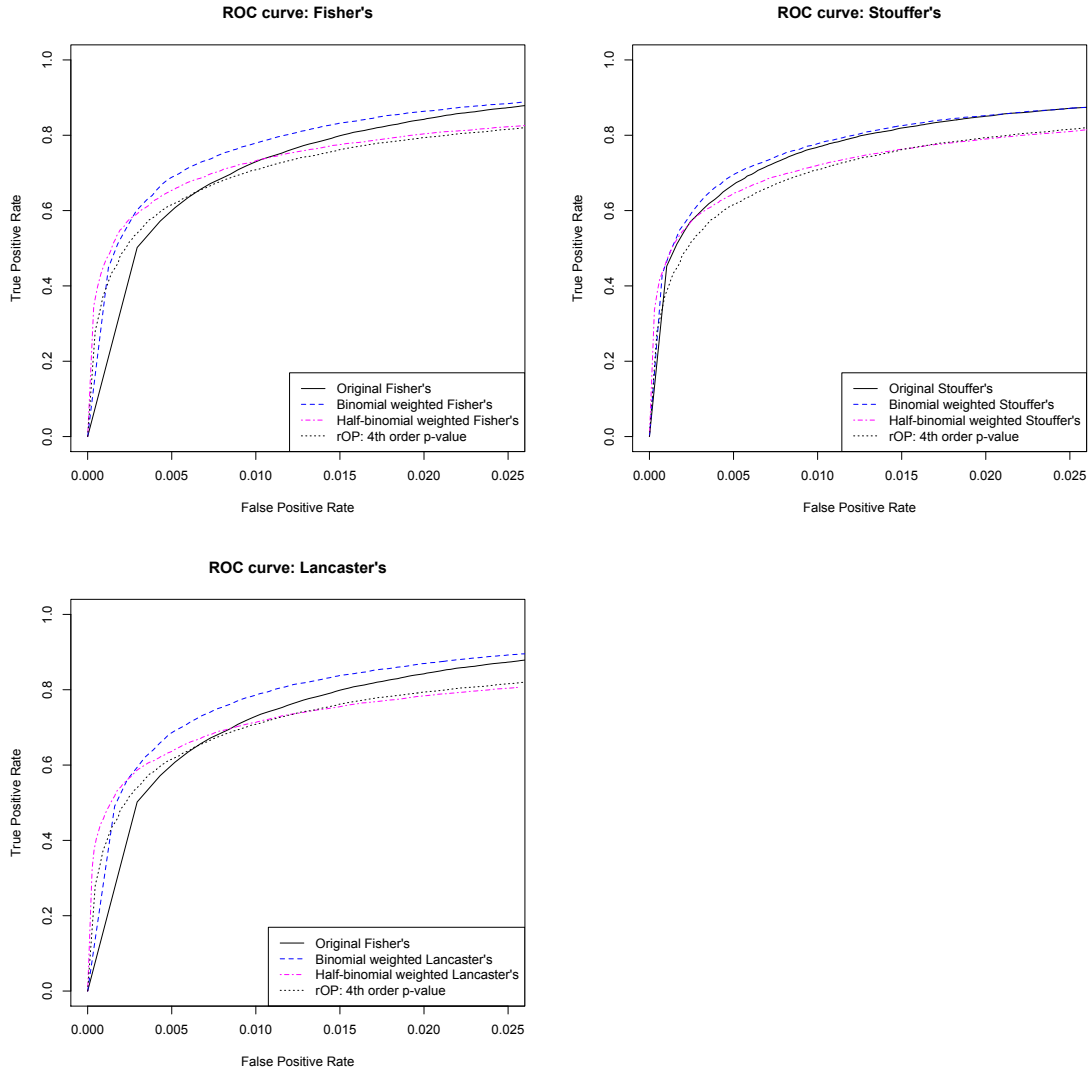 ROC curve: Fisher's
True Positive Rate
1.0
0.8
0.6
0.4
0.2
0.0
Original Fisher's
Binomial weighted Fisher's
Half-binomial weighted Fisher's
rOP: 4th order p-value
0.000 0.005 0.010 0.015 0.020 0.025
False Positive Rate
ROC curve: Stouffer's
True Positive Rate
1.0
0.8
0.6
0.4
0.2
0.0
Original Stouffer's
Binomial weighted Stouffer's
Half-binomial weighted Stouffer's
rOP: 4th order p-value
0.000 0.005 0.010 0.015 0.020 0.025
False Positive Rate
ROC curve: Lancaster's
True Positive Rate
1.0
0.8
0.6
0.4
0.2
0.0
Original Fisher's
Binomial weighted Lancaster's
Half-binomial weighted Lancaster's
rOP: 4th order p-value
0.000 0.005 0.010 0.015 0.020 0.025
False Positive Rate